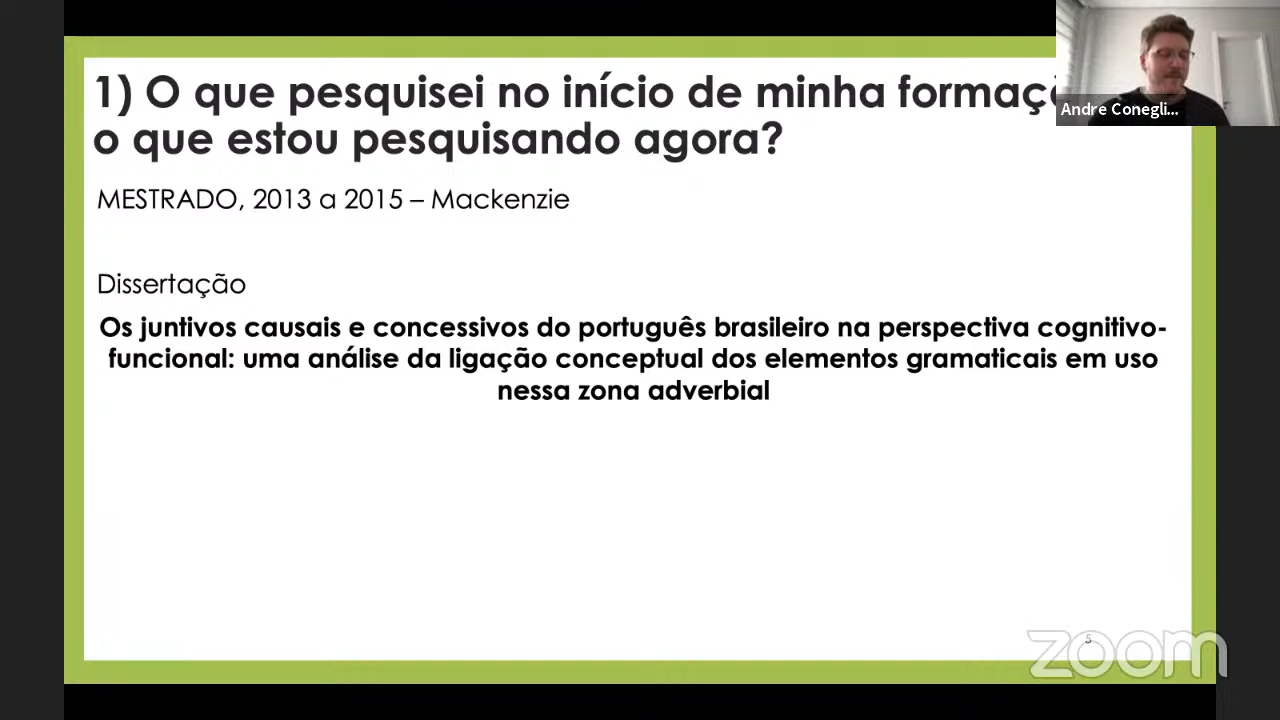 1) O que pesquisei no início de minha formaç
o que estou pesquisando agora?
MESTRADO, 2013 a 2015 – Mackenzie
Dissertação
Os juntivos causais e concessivos do português brasileiro na perspectiva cognitivo-
funcional: uma análise da ligação conceptual dos elementos gramaticais em uso
nessa zona adverbial
Andre Conegli...
5
zoom